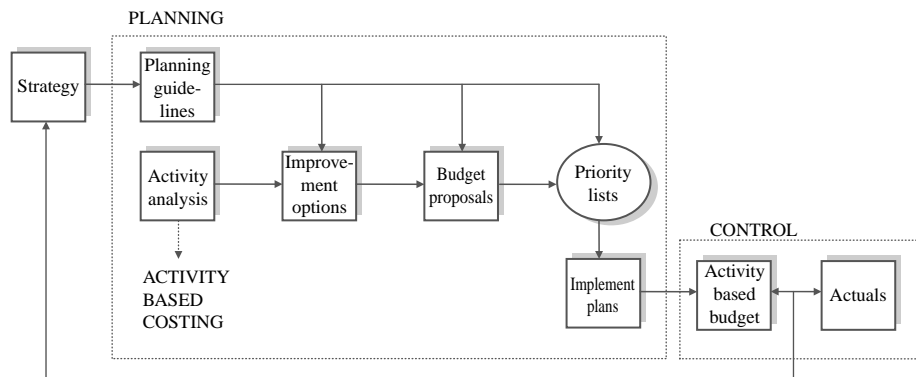 PLANNING
Strategy
Planning
guide-
lines
Activity
analysis
Improve-
ment
options
Budget
proposals
Priority
lists
ACTIVITY
BASED
COSTING
Implement
plans
CONTROL
Activity
based
budget
Actuals